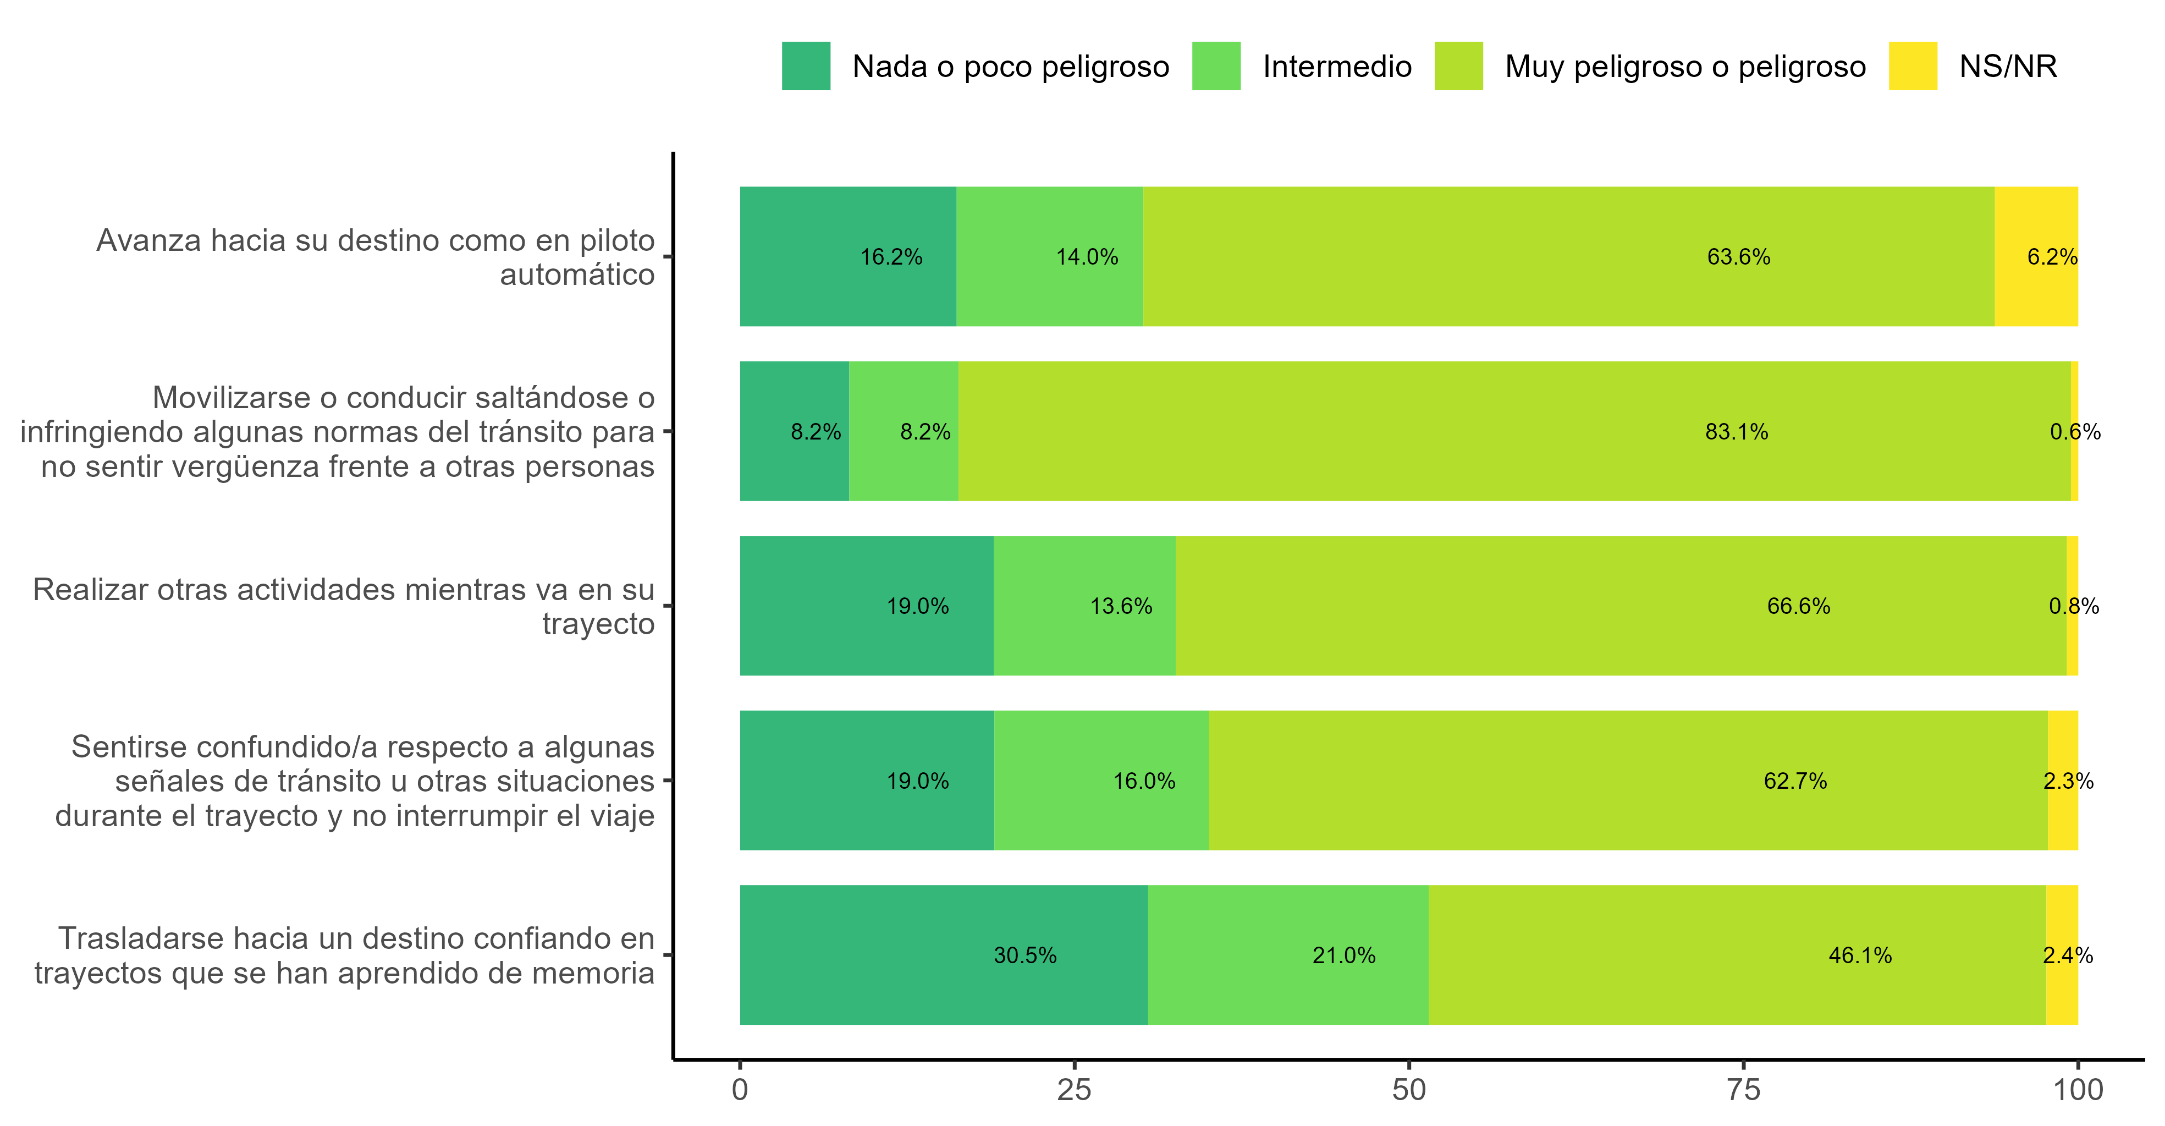 Nada o poco peligroso Intermedio Muy peligroso o peligroso NS/NR
Avanza hacia su destino como en piloto
automático
16.2% 14.0% 63.6% 6.2%
Movilizarse o conducir saltándose o
infringiendo algunas normas del tránsito para
no sentir vergüenza frente a otras personas
8.2% 8.2% 83.1% 0.6%
Realizar otras actividades mientras va en su
trayecto
19.0% 13.6% 66.6% 0.8%
Sentirse confundido/a respecto a algunas
señales de tránsito u otras situaciones
durante el trayecto y no interrumpir el viaje
19.0% 16.0% 62.7% 2.3%
Trasladarse hacia un destino confiando en
trayectos que se han aprendido de memoria
30.5% 21.0% 46.1% 2.4%
0 25 50 75 100